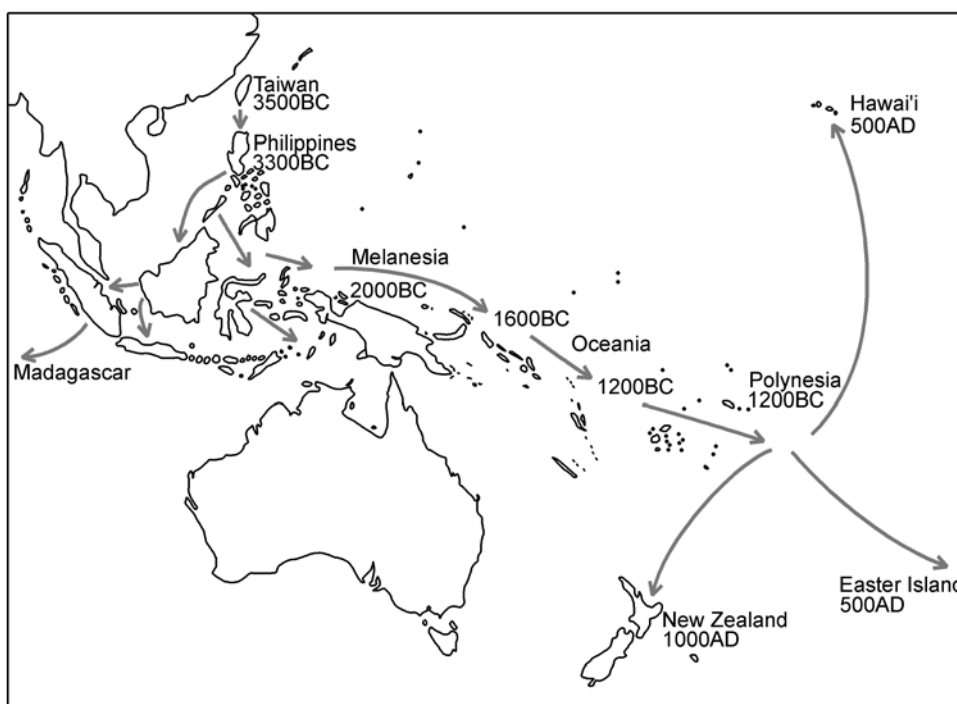 Taiwan
3500BC
Hawai'i
500AD
Philippines
3300BC
Melanesia
2000BC
1600BC
Oceania
Madagascar
1200BC
Polynesia
1200BC
Easter Island
500AD
New Zealand
1000AD